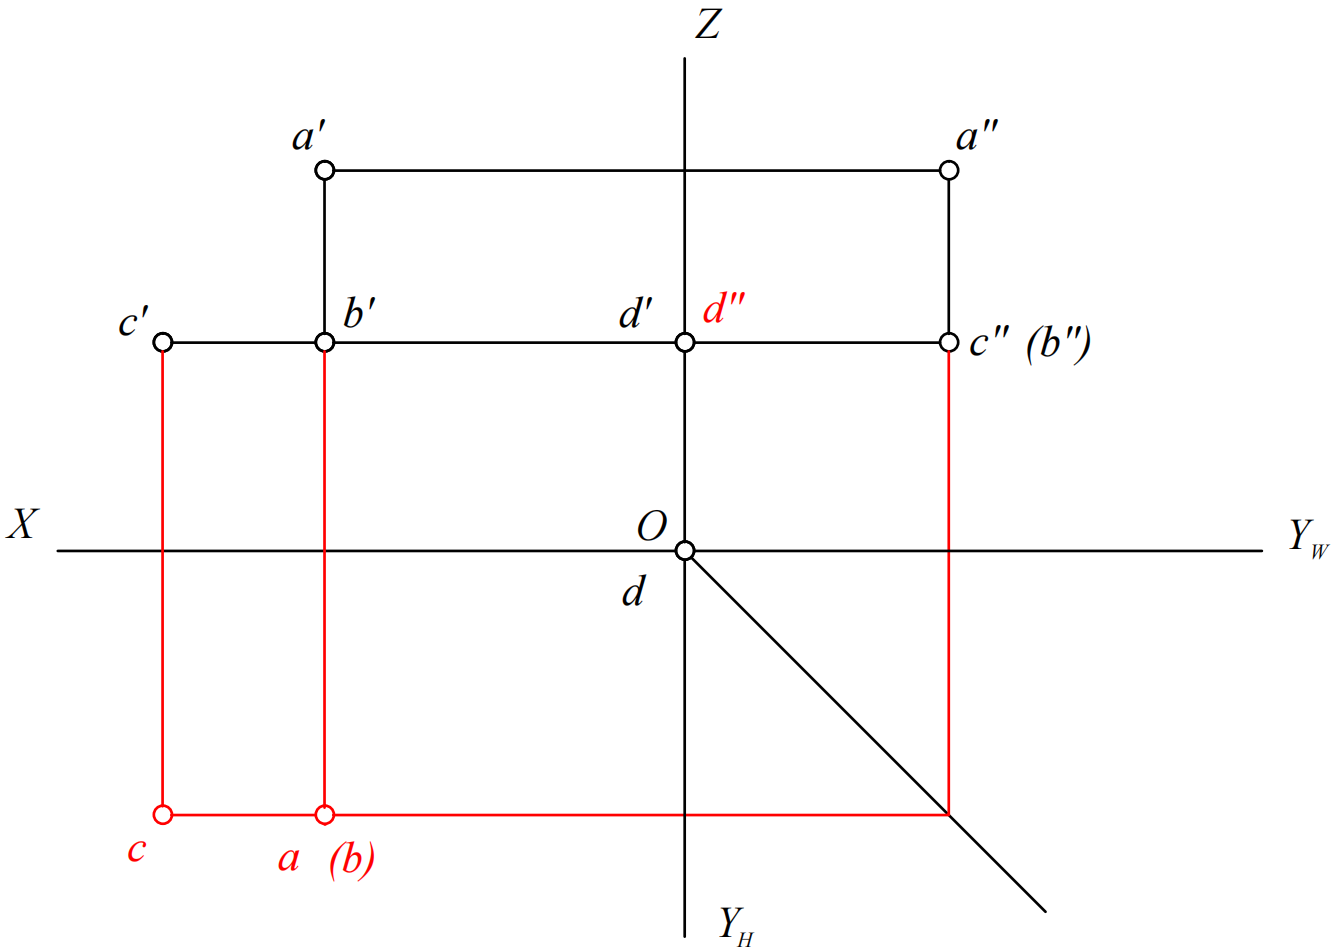 Z
a' a"
c' b' d' d" c" (b")
X O Y_W
d
c a (b)
Y_H